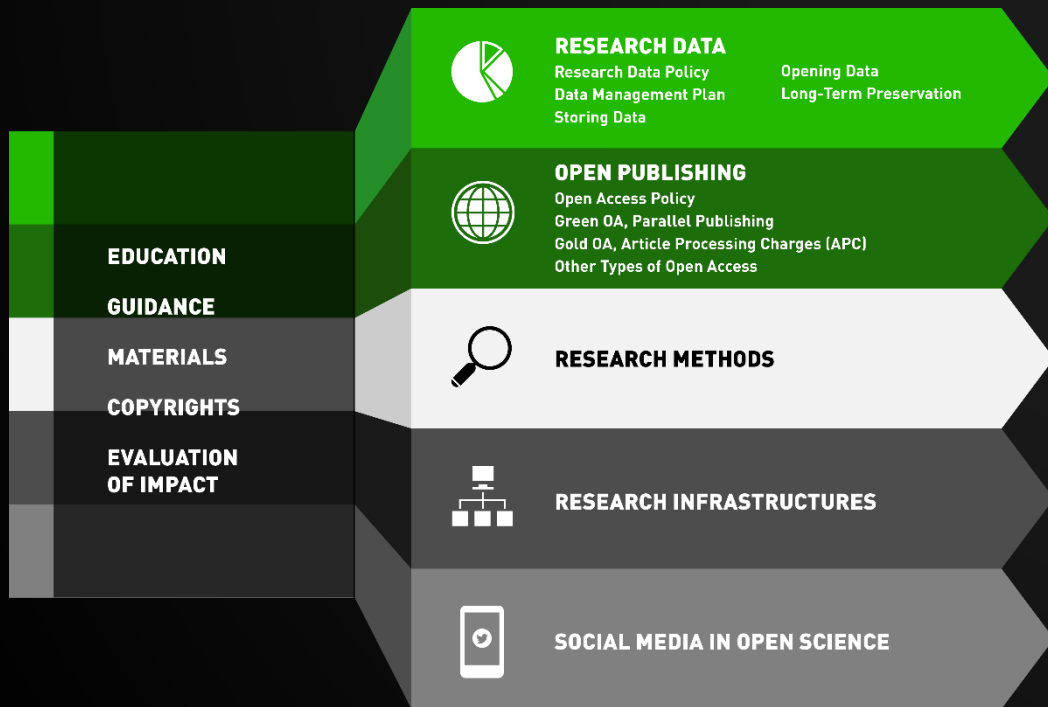 EDUCATION
GUIDANCE
MATERIALS
COPYRIGHTS
EVALUATION
OF IMPACT
RESEARCH DATA
Research Data Policy
Data Management Plan
Storing Data
Opening Data
Long-Term Preservation
OPEN PUBLISHING
Open Access Policy
Green OA, Parallel Publishing
Gold OA, Article Processing Charges (APC)
Other Types of Open Access
RESEARCH METHODS
RESEARCH INFRASTRUCTURES
SOCIAL MEDIA IN OPEN SCIENCE